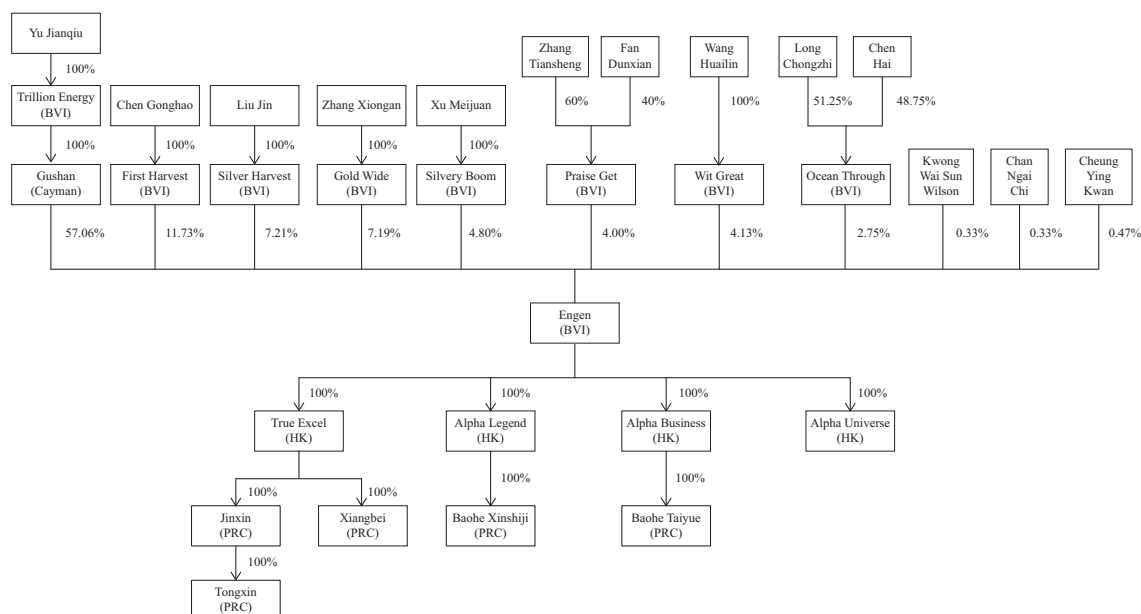 Yu Jianqiu
100%
Trillion Energy
(BVI)
100%
Gushan
(Cayman)
57.06%
Chen Gonghao
100%
First Harvest
(BVI)
11.73%
Liu Jin
100%
Silver Harvest
(BVI)
7.21%
Zhang Xiongan
100%
Gold Wide
(BVI)
7.19%
Xu Meijuan
100%
Silvery Boom
(BVI)
4.80%
Zhang
Tiansheng
60%
Fan
Dunxian
40%
Praise Get
(BVI)
4.00%
Wang
Huailin
100%
Wit Great
(BVI)
4.13%
Long
Chongzhi
51.25%
Chen
Hai
48.75%
Ocean Through
(BVI)
2.75%
Kwong
Wai Sun
Wilson
0.33%
Chan
Ngai
Chi
0.33%
Cheung
Ying
Kwan
0.47%
Engen
(BVI)
100%
True Excel
(HK)
100%
Alpha Legend
(HK)
100%
Alpha Business
(HK)
100%
Alpha Universe
(HK)
100%
Jinxin
(PRC)
100%
Xiangbei
(PRC)
100%
Baohe Xinshiji
(PRC)
100%
Baohe Taiyue
(PRC)
100%
Tongxin
(PRC)